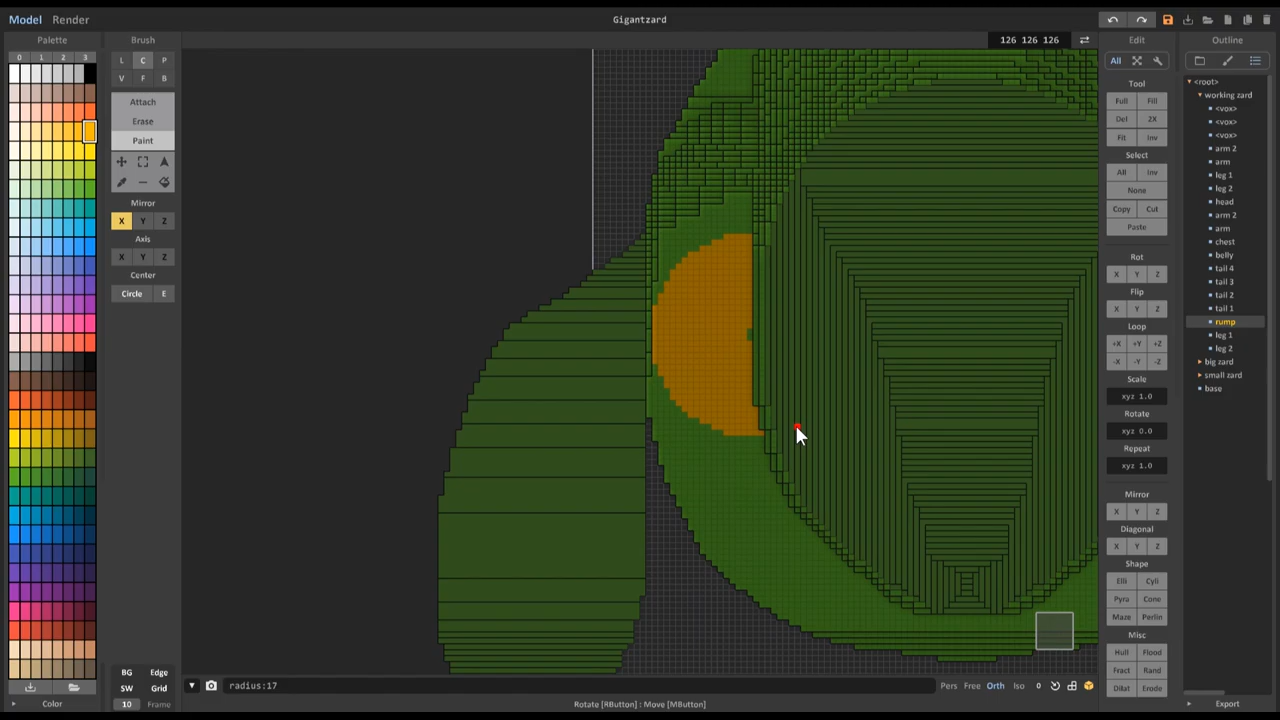 Model Render
Gigantzard
Palette
Brush
126 126 126
Edit
Outline
0 1 2 3
L C P
V F B
All
<root>
working zard
Tool
Attach
Full Fill
<vox>
Erase
Del 2X
<vox>
Paint
Fit Inv
<vox>
arm 2
Select
arm
All Inv
leg 1
None
leg 2
Mirror
head
Copy Cut
arm 2
X Y Z
Paste
arm
Axis
chest
X Y Z
Rot
belly
Center
X Y Z
tail 4
Circle E
Flip
tail 3
X Y Z
tail 2
Loop
tail 1
+X +Y +Z
rump
-X -Y -Z
leg 1
Scale
leg 2
xyz 1.0
big zard
Rotate
small zard
xyz 0.0
base
Repeat
xyz 1.0
Mirror
X Y Z
Diagonal
X Y Z
Shape
Elli Cyli
Pyra Cone
Maze Perlin
Misc
Hull Flood
Fract Rand
Dilat Erode
BG Edge
SW Grid
10 Frame
radius:17
Pers Free Orth Iso 0
Color
Rotate [RButton] : Move [MButton]
Export